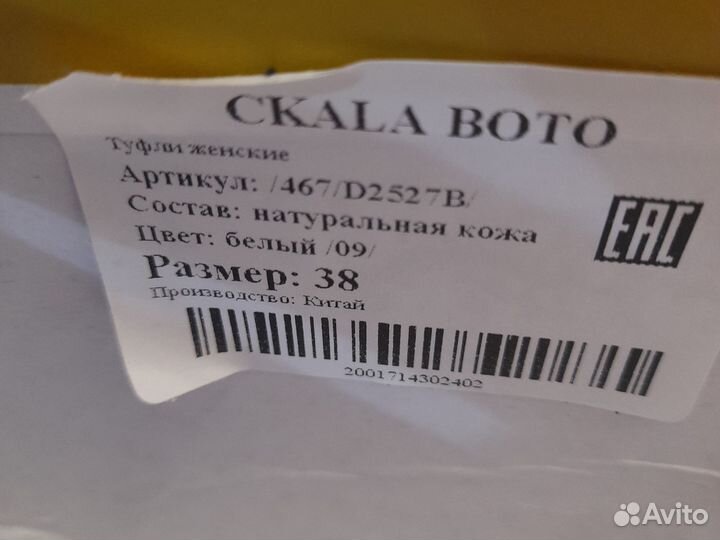 CKALA BOTO
Туфли женские
Артикул: /467/D2527B/
Состав: натуральная кожа
Цвет: белый /09/
Размер: 38
Производство: Китай
EAC
2001714302402
Avito